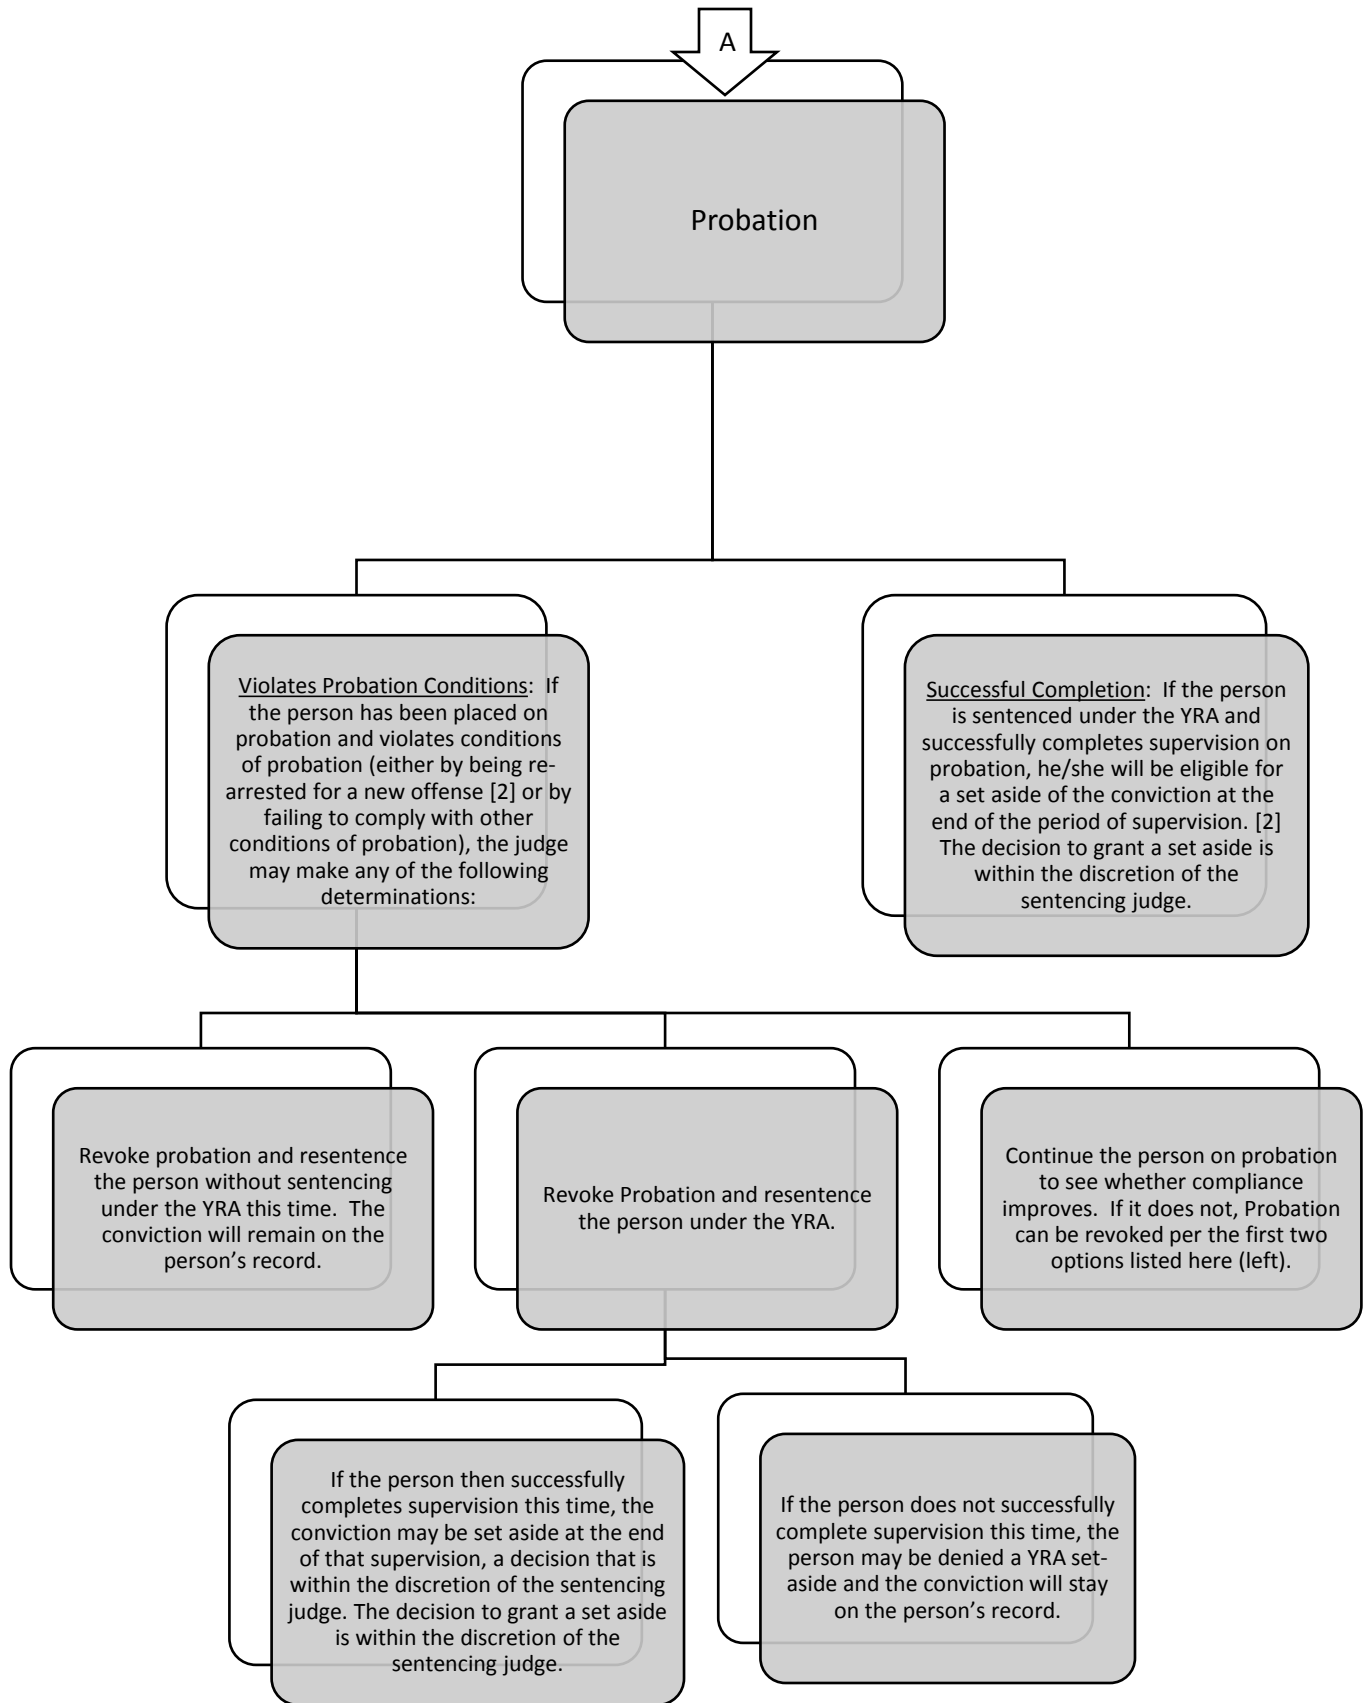 A
Probation
Violates Probation Conditions:  If
the person has been placed on
probation and violates conditions
of probation (either by being re-
arrested for a new offense [2] or by
failing to comply with other
conditions of probation), the judge
may make any of the following
determinations:
Successful Completion:  If the person
is sentenced under the YRA and
successfully completes supervision on
probation, he/she will be eligible for
a set aside of the conviction at the
end of the period of supervision. [2]
The decision to grant a set aside is
within the discretion of the
sentencing judge.
Revoke probation and resentence
the person without sentencing
under the YRA this time.  The
conviction will remain on the
person’s record.
Revoke Probation and resentence
the person under the YRA.
Continue the person on probation
to see whether compliance
improves.  If it does not, Probation
can be revoked per the first two
options listed here (left).
If the person then successfully
completes supervision this time, the
conviction may be set aside at the end
of that supervision, a decision that is
within the discretion of the sentencing
judge. The decision to grant a set aside
is within the discretion of the
sentencing judge.
If the person does not successfully
complete supervision this time, the
person may be denied a YRA set-
aside and the conviction will stay
on the person’s record.